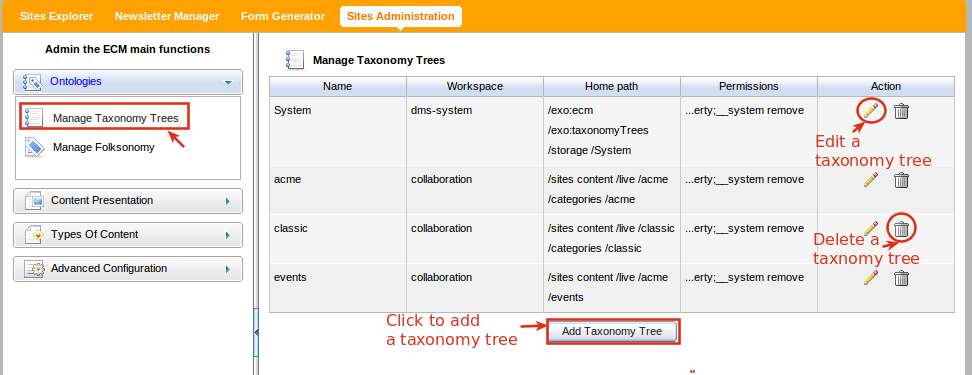 Sites Explorer Newsletter Manager Form Generator Sites Administration
Admin the ECM main functions
Ontologies
Manage Taxonomy Trees
Manage Folksonomy
Content Presentation
Types Of Content
Advanced Configuration
Manage Taxonomy Trees
Name Workspace Home path Permissions Action
System dms-system /exo:ecm ...erty;__system remove
/exo:taxonomyTrees
/storage /System
Edit a
taxonomy tree
acme collaboration /sites content /live /acme ...erty;__system remove
/categories /acme
classic collaboration /sites content /live /classic ...erty;__system remove
/categories /classic
Delete a
taxnomy tree
events collaboration /sites content /live /acme ...erty;__system remove
/events
Click to add
a taxonomy tree
Add Taxonomy Tree